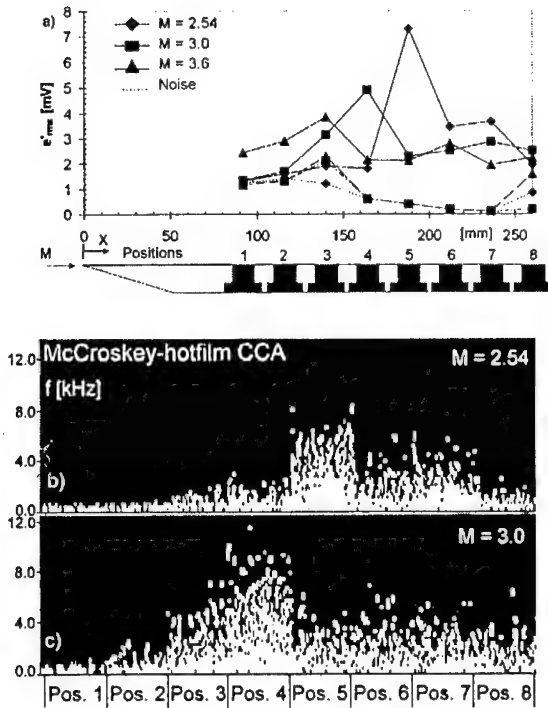 a)
8
7
6
5
4
3
2
1
0
[mV]
M = 2.54
M = 3.0
M = 3.6
Noise
0 50 100 150 200 [mm] 250
M X Positions 1 2 3 4 5 6 7 8
McCroskey-hotfilm CCA M = 2.54
12.0
f [kHz]
8.0
4.0
b)
0.0
12.0
M = 3.0
8.0
4.0
c)
0.0
Pos. 1 Pos. 2 Pos. 3 Pos. 4 Pos. 5 Pos. 6 Pos. 7 Pos. 8